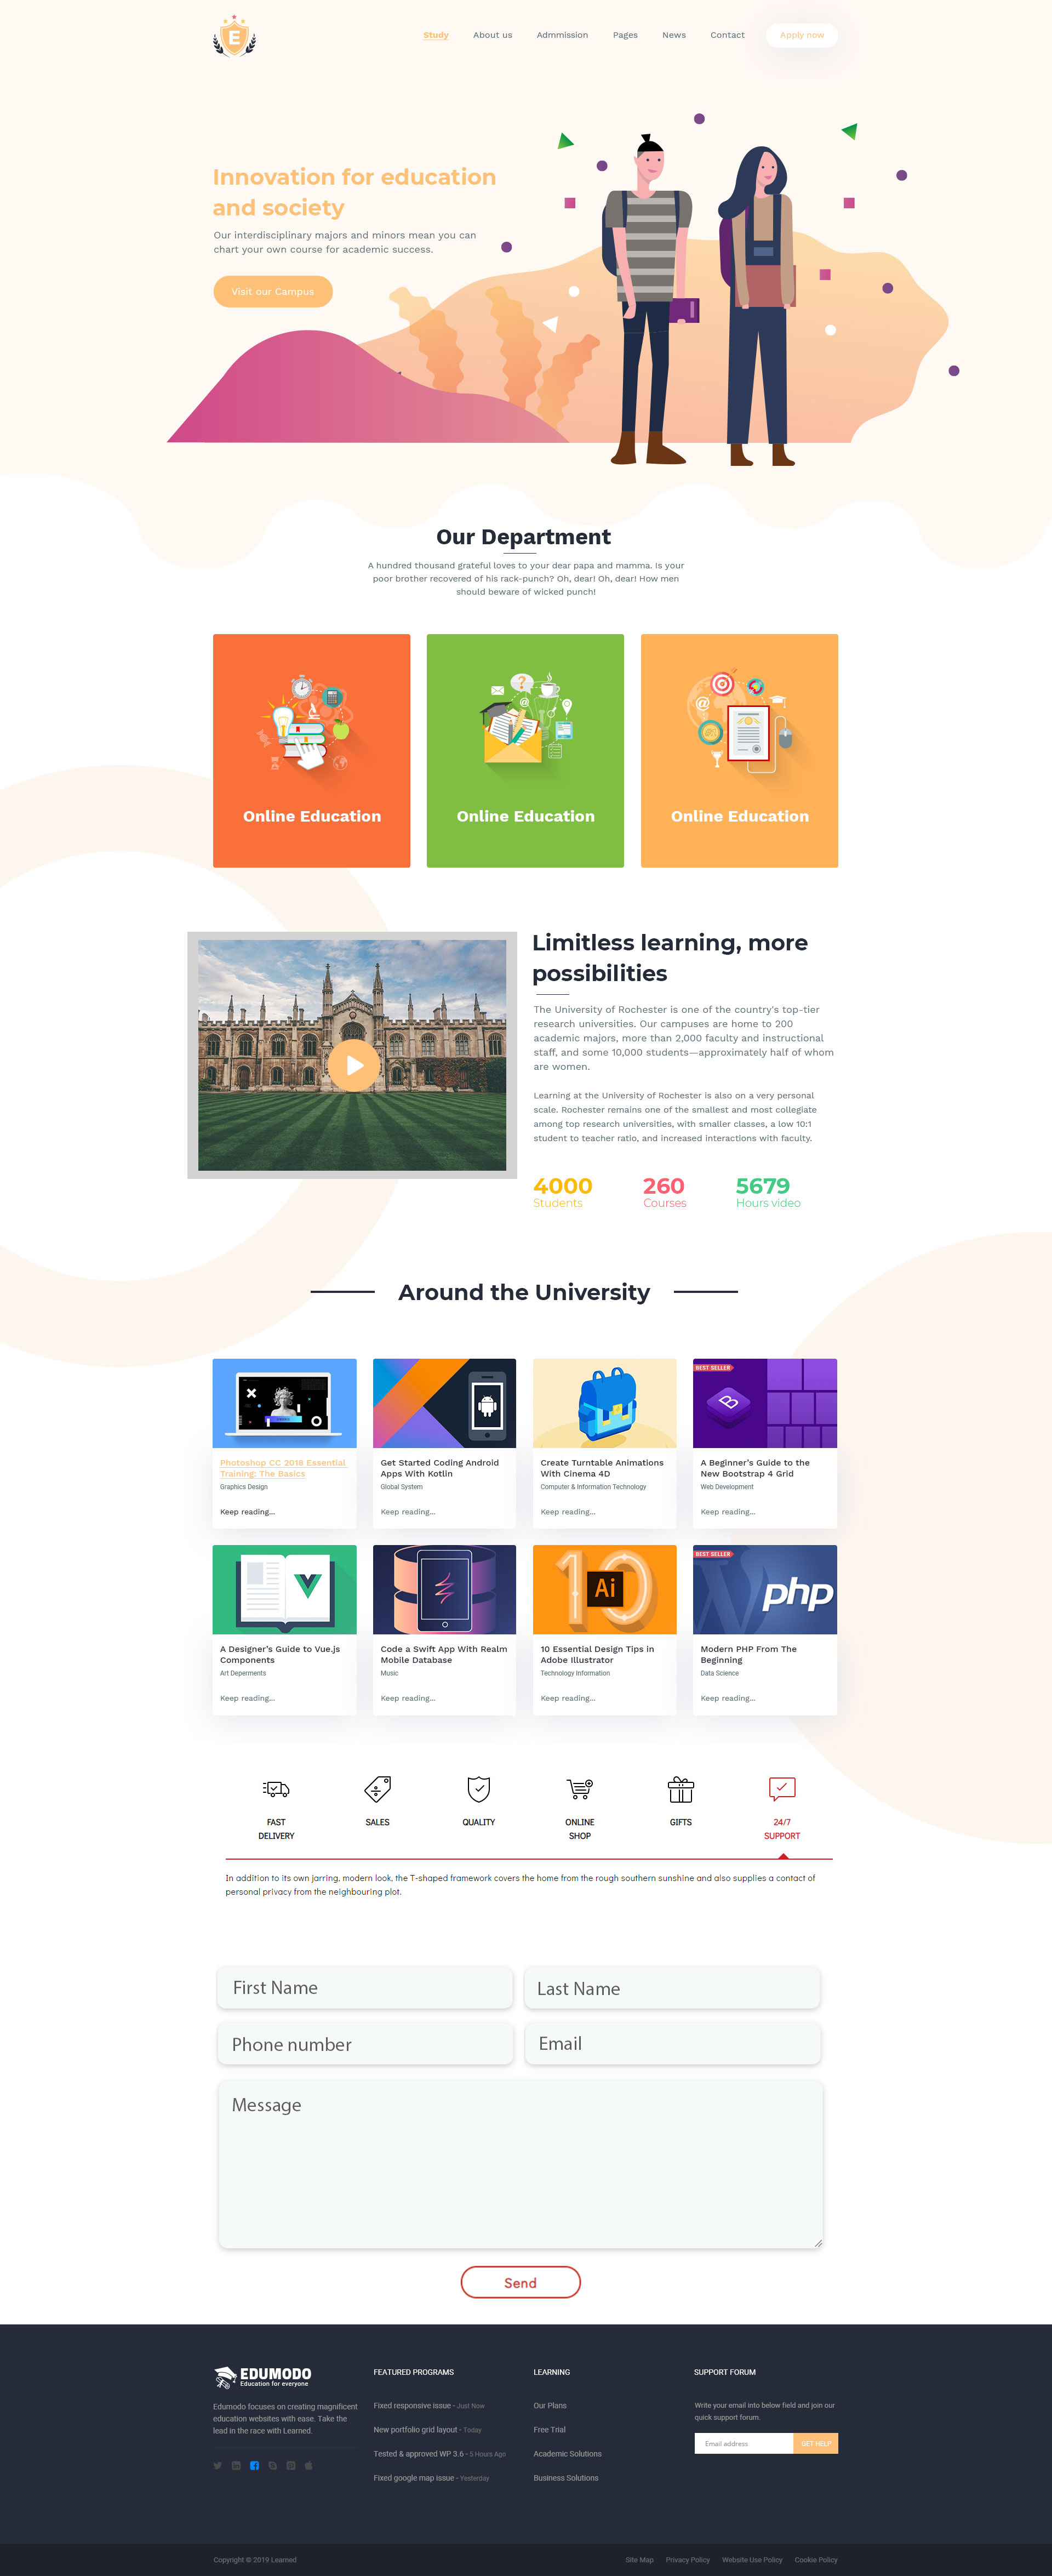 E
Study
About us
Admmission
Pages
News
Contact
Apply now
Innovation for education
and society
Our interdisciplinary majors and minors mean you can
chart your own course for academic success.
Visit our Campus
Our Department
A hundred thousand grateful loves to your dear papa and mamma. Is your
poor brother recovered of his rack-punch? Oh, dear! Oh, dear! How men
should beware of wicked punch!
Online Education
Online Education
Online Education
Limitless learning, more
possibilities
The University of Rochester is one of the country's top-tier
research universities. Our campuses are home to 200
academic majors, more than 2,000 faculty and instructional
staff, and some 10,000 students—approximately half of whom
are women.
Learning at the University of Rochester is also on a very personal
scale. Rochester remains one of the smallest and most collegiate
among top research universities, with smaller classes, a low 10:1
student to teacher ratio, and increased interactions with faculty.
4000
Students
260
Courses
5679
Hours video
Around the University
Photoshop CC 2018 Essential
Training: The Basics
Graphics Design
Keep reading...
Get Started Coding Android
Apps With Kotlin
Global System
Keep reading...
Create Turntable Animations
With Cinema 4D
Computer & Information Technology
Keep reading...
BEST SELLER
B
A Beginner's Guide to the
New Bootstrap 4 Grid
Web Development
Keep reading...
A Designer's Guide to Vue.js
Components
Art Deperments
Keep reading...
Code a Swift App With Realm
Mobile Database
Music
Keep reading...
10
Ai
10 Essential Design Tips in
Adobe Illustrator
Technology Information
Keep reading...
BEST SELLER
php
Modern PHP From The
Beginning
Data Science
Keep reading...
FAST
DELIVERY
SALES
QUALITY
ONLINE
SHOP
GIFTS
24/7
SUPPORT
In addition to its own jarring, modern look, the T-shaped framework covers the home from the rough southern sunshine and also supplies a contact of
personal privacy from the neighbouring plot.
First Name
Last Name
Phone number
Email
Message
Send
EDUMODO
Education for everyone
Edumodo focuses on creating magnificent
education websites with ease. Take the
lead in the race with Learned.
FEATURED PROGRAMS
Fixed responsive issue - Just Now
New portfolio grid layout - Today
Tested & approved WP 3.6 - 5 Hours Ago
Fixed google map issue - Yesterday
LEARNING
Our Plans
Free Trial
Academic Solutions
Business Solutions
SUPPORT FORUM
Write your email into below field and join our
quick support forum.
Email address
GET HELP
Copyright © 2019 Learned
Site Map
Privacy Policy
Website Use Policy
Cookie Policy